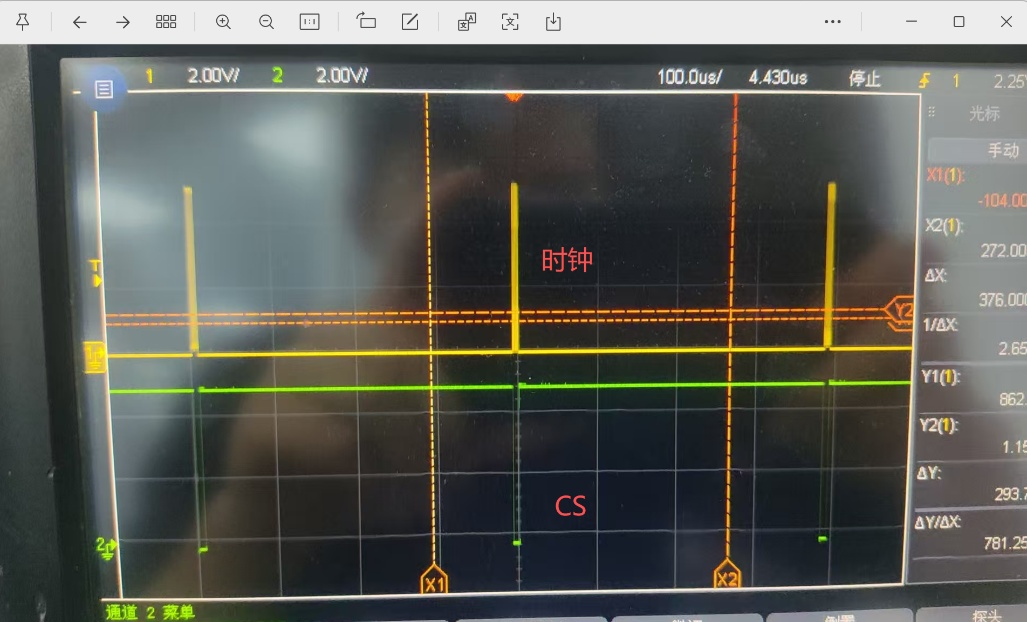 1 2.00V/ 2 2.00V/ 100.0us/ 4.430us 停止 1 2.25
光标
手动
X1(1):
-104.00
X2(1):
272.00
ΔX:
376.00
1/ΔX:
2.65
Y1(1):
862.
Y2(1):
1.15
ΔY:
293.7
ΔY/ΔX:
781.25
T
时钟
Y2
CS
2
X1 X2
通道 2 菜单
探头